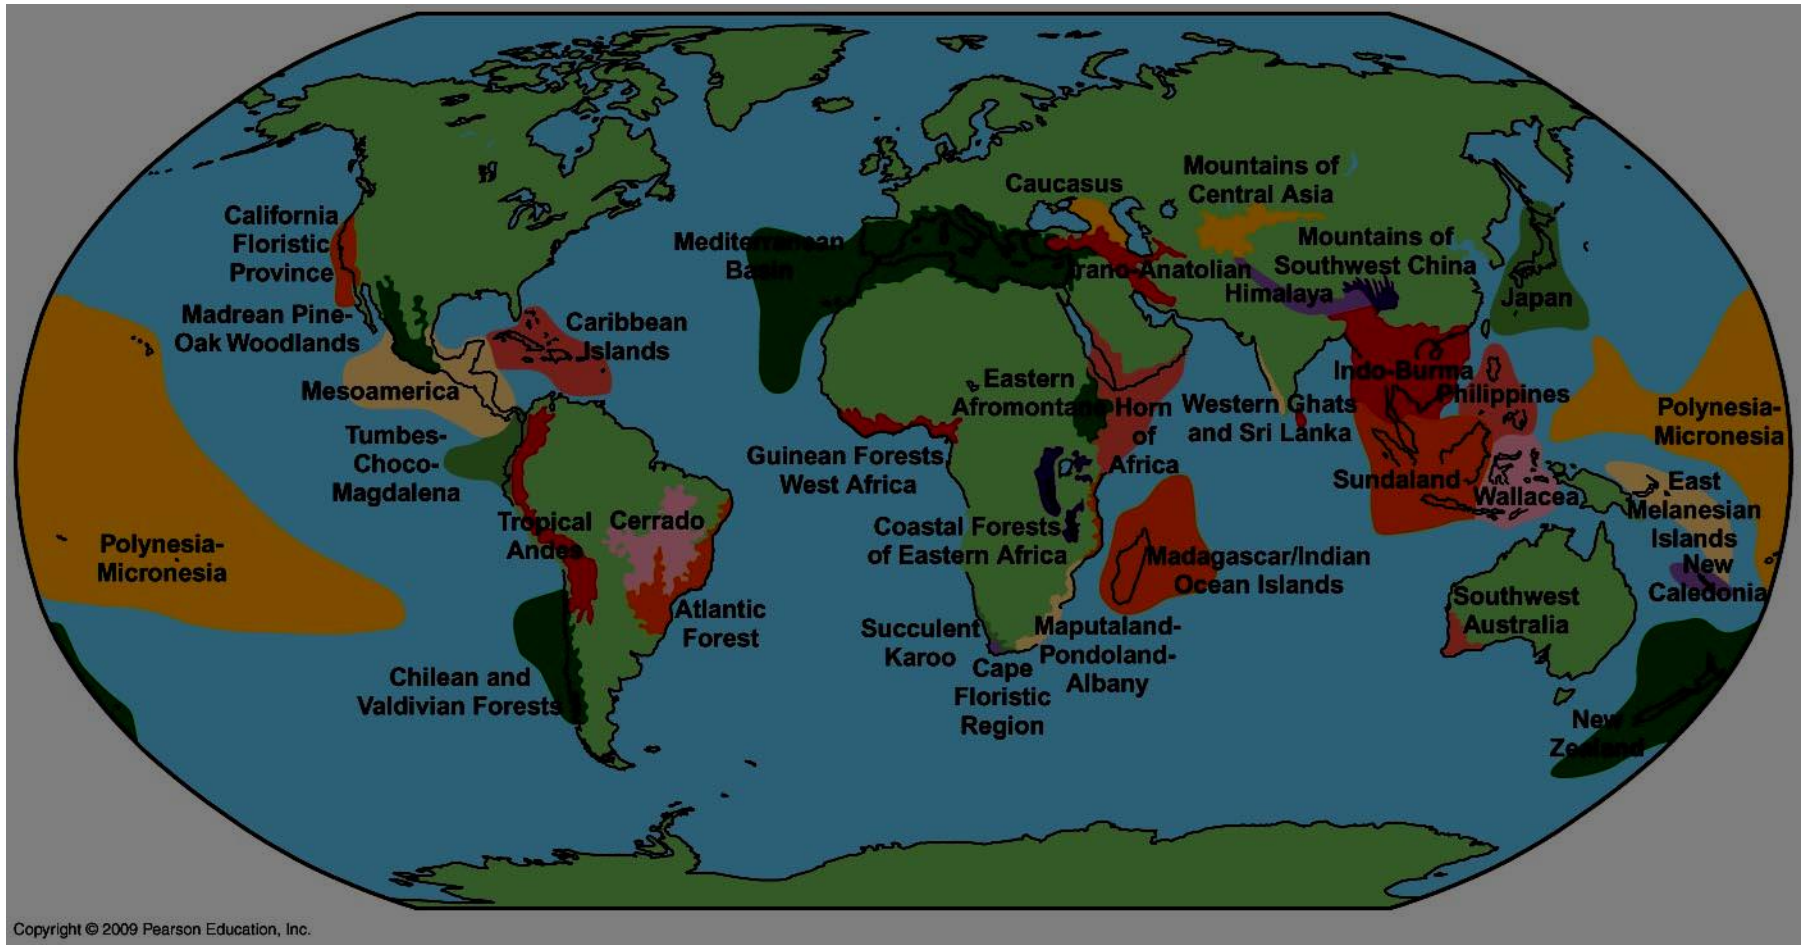 Mountains of
Central Asia
Caucasus
California
Floristic
Province
Mediterranean
Basin
Mountains of
Southwest China
Irano-Anatolian
Himalaya
Japan
Madrean Pine-
Oak Woodlands
Caribbean
Islands
Mesoamerica
Eastern
Afromontane
Horn
of
Africa
Western Ghats
and Sri Lanka
Indo-Burma
Philippines
Polynesia-
Micronesia
Tumbes-
Choco-
Magdalena
Guinean Forests,
West Africa
Sundaland
Wallacea
East
Melanesian
Islands
Tropical
Andes
Cerrado
Coastal Forests
of Eastern Africa
Madagascar/Indian
Ocean Islands
New
Caledonia
Polynesia-
Micronesia
Atlantic
Forest
Succulent
Karoo
Cape
Floristic
Region
Maputaland-
Pondoland-
Albany
Southwest
Australia
Chilean and
Valdivian Forests
New
Zealand
Copyright © 2009 Pearson Education, Inc.